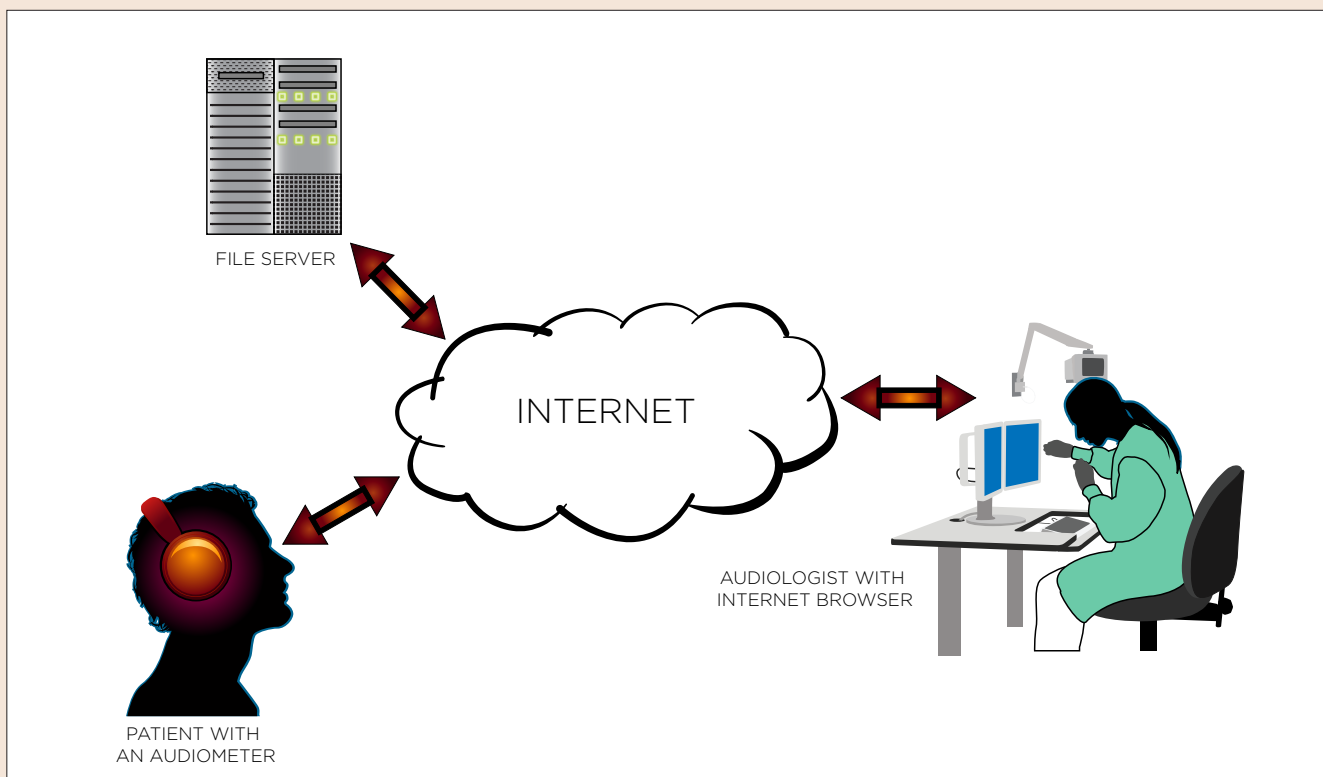 FILE SERVER
INTERNET
AUDIOLOGIST WITH
INTERNET BROWSER
PATIENT WITH
AN AUDIOMETER